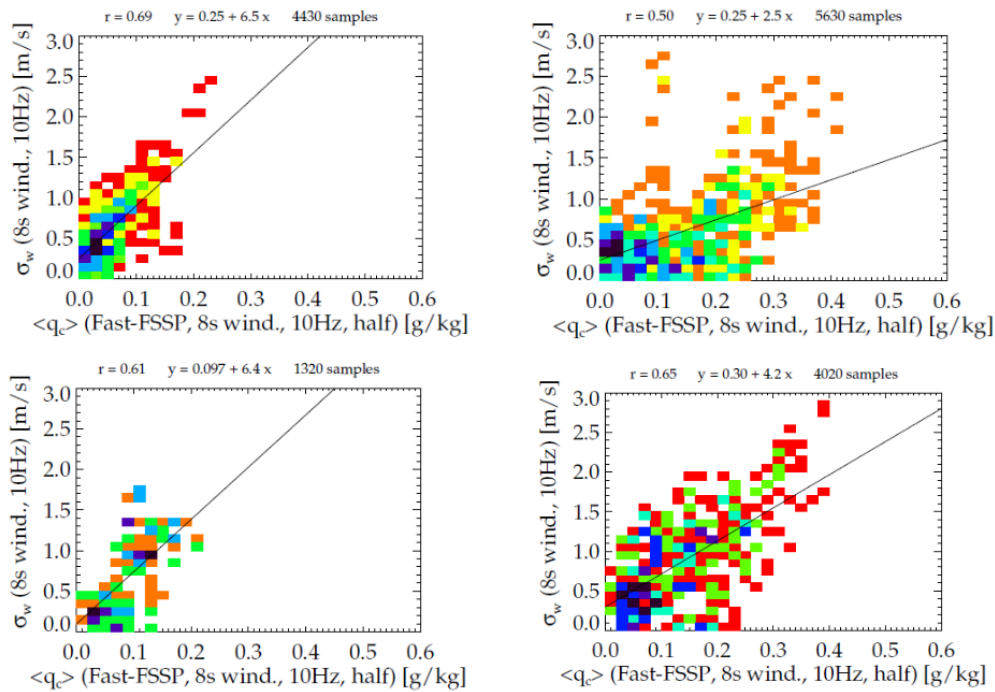 r = 0.69 y = 0.25 + 6.5 x 4430 samples
3.0
2.5
2.0
1.5
1.0
0.5
0.0
σw (8s wind., 10Hz) [m/s]
0.0 0.1 0.2 0.3 0.4 0.5 0.6
<qc> (Fast-FSSP, 8s wind., 10Hz, half) [g/kg]
r = 0.50 y = 0.25 + 2.5 x 5630 samples
3.0
2.5
2.0
1.5
1.0
0.5
0.0
σw (8s wind., 10Hz) [m/s]
0.0 0.1 0.2 0.3 0.4 0.5 0.6
<qc> (Fast-FSSP, 8s wind., 10Hz, half) [g/kg]
r = 0.61 y = 0.097 + 6.4 x 1320 samples
3.0
2.5
2.0
1.5
1.0
0.5
0.0
σw (8s wind., 10Hz) [m/s]
0.0 0.1 0.2 0.3 0.4 0.5 0.6
<qc> (Fast-FSSP, 8s wind., 10Hz, half) [g/kg]
r = 0.65 y = 0.30 + 4.2 x 4020 samples
3.0
2.5
2.0
1.5
1.0
0.5
0.0
σw (8s wind., 10Hz) [m/s]
0.0 0.1 0.2 0.3 0.4 0.5 0.6
<qc> (Fast-FSSP, 8s wind., 10Hz, half) [g/kg]